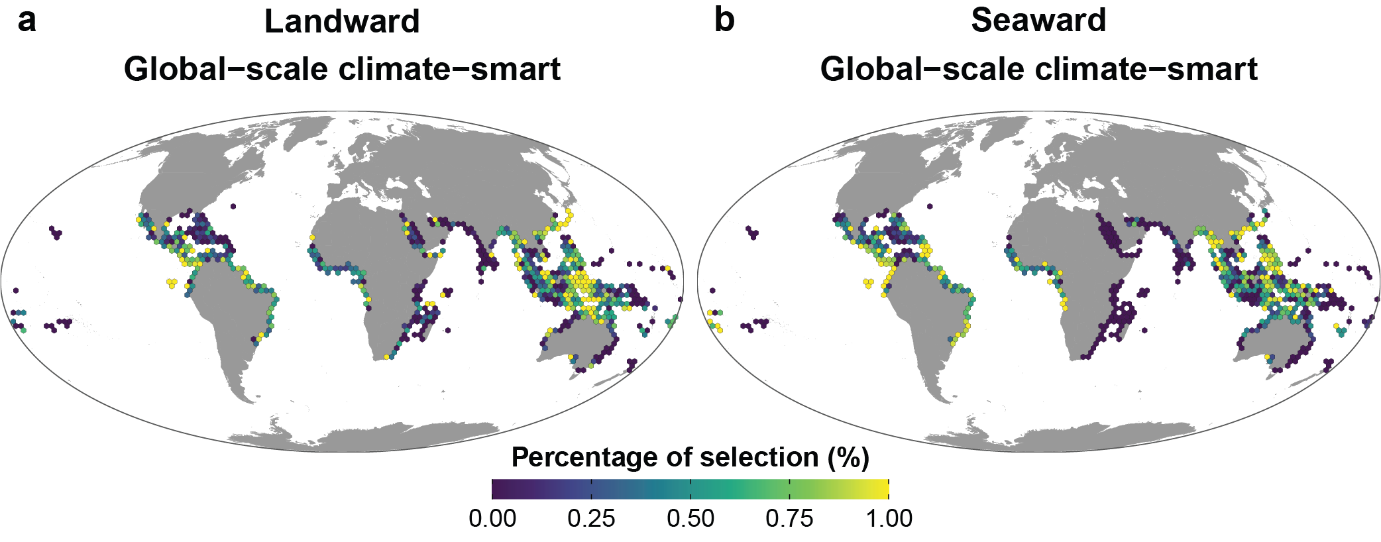 a
Landward
Global−scale climate−smart
b
Seaward
Global−scale climate−smart
Percentage of selection (%)
0.00 0.25 0.50 0.75 1.00